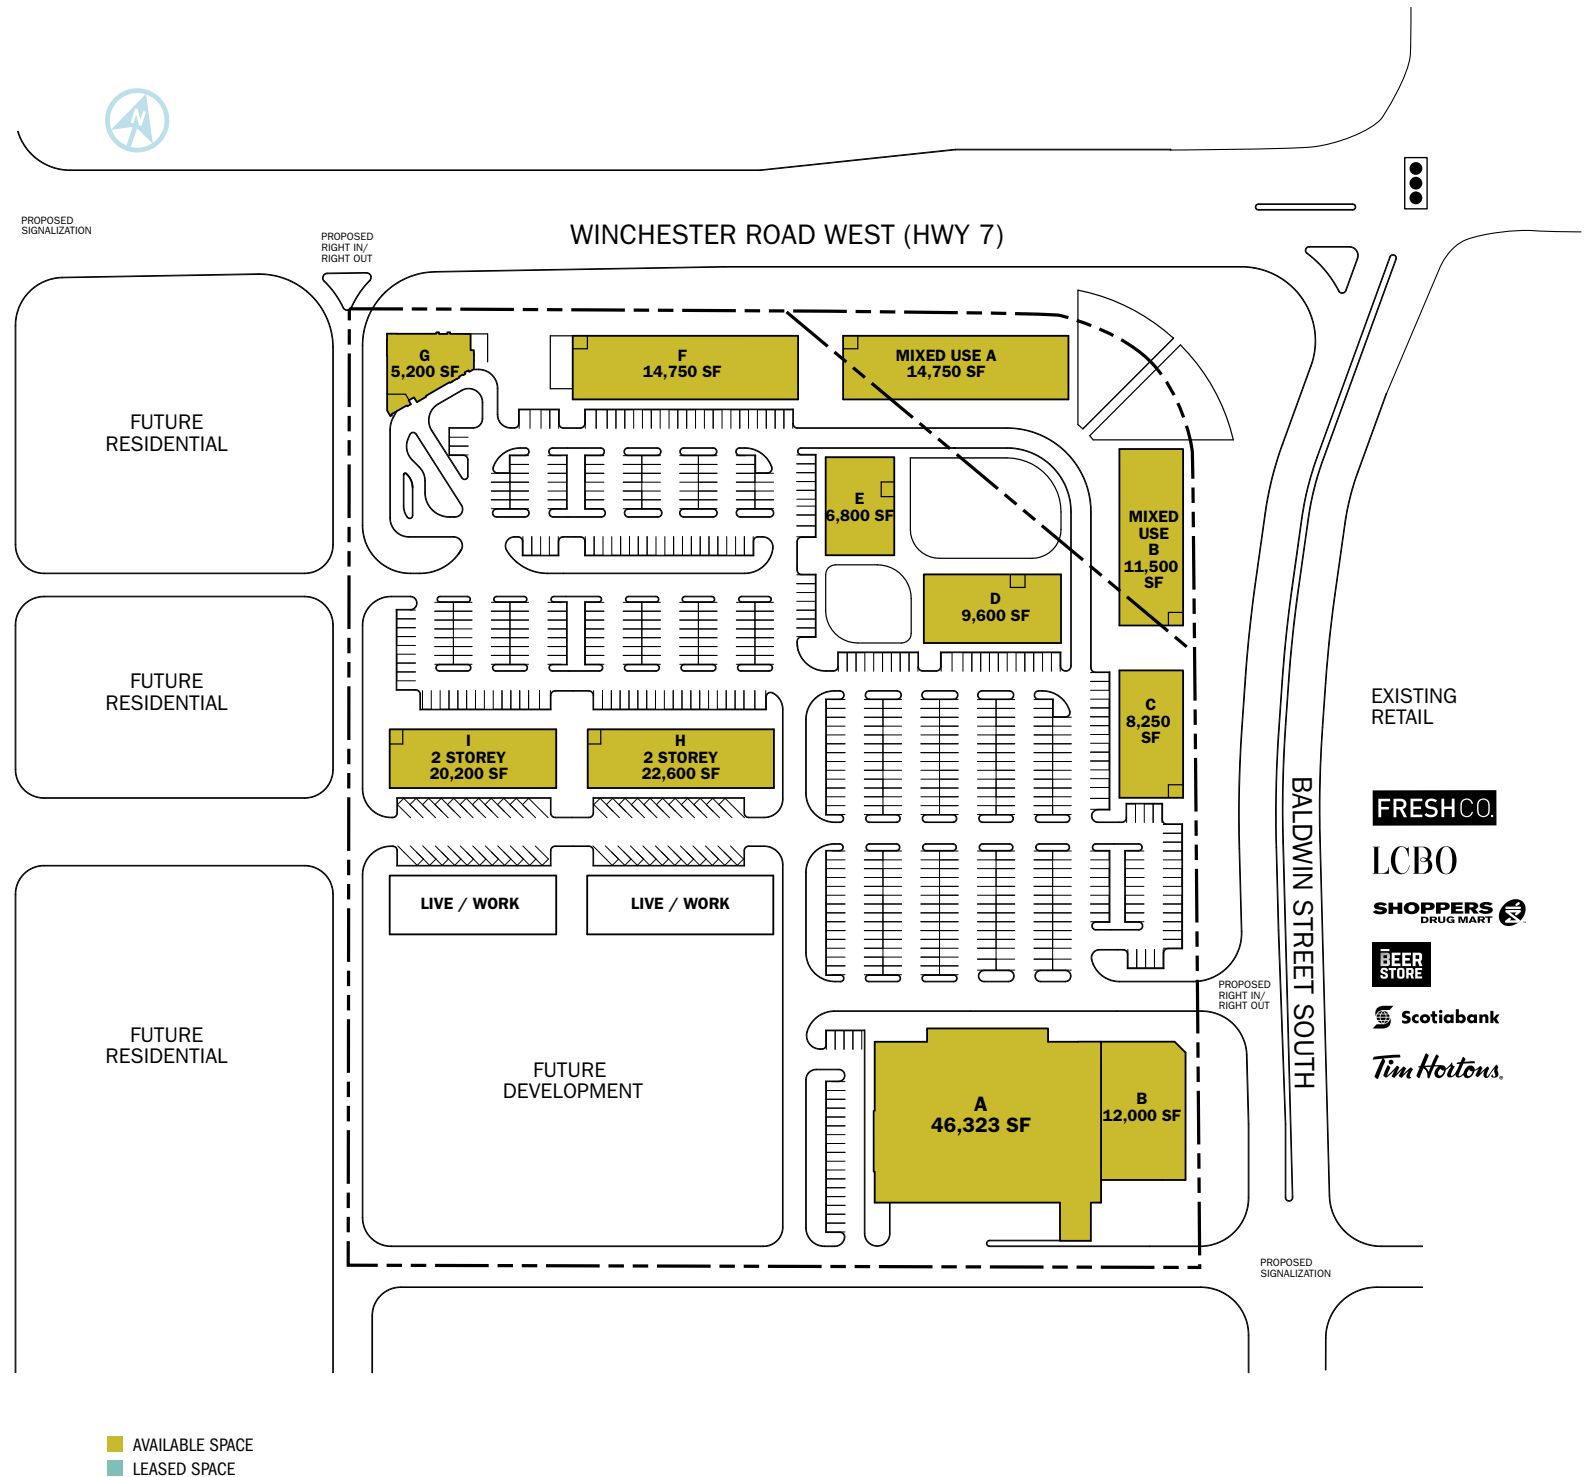 N
PROPOSED
SIGNALIZATION
PROPOSED
RIGHT IN/
RIGHT OUT
WINCHESTER ROAD WEST (HWY 7)
G
5,200 SF
F
14,750 SF
MIXED USE A
14,750 SF
FUTURE
RESIDENTIAL
E
6,800 SF
MIXED
USE
B
11,500
SF
D
9,600 SF
FUTURE
RESIDENTIAL
C
8,250
SF
EXISTING
RETAIL
I
2 STOREY
20,200 SF
H
2 STOREY
22,600 SF
BALDWIN STREET SOUTH
FRESHCO.
LCBO
SHOPPERS
DRUG MART
BEER
STORE
Scotiabank
Tim Hortons
LIVE / WORK
LIVE / WORK
PROPOSED
RIGHT IN/
RIGHT OUT
FUTURE
RESIDENTIAL
FUTURE
DEVELOPMENT
A
46,323 SF
B
12,000 SF
PROPOSED
SIGNALIZATION
AVAILABLE SPACE
LEASED SPACE